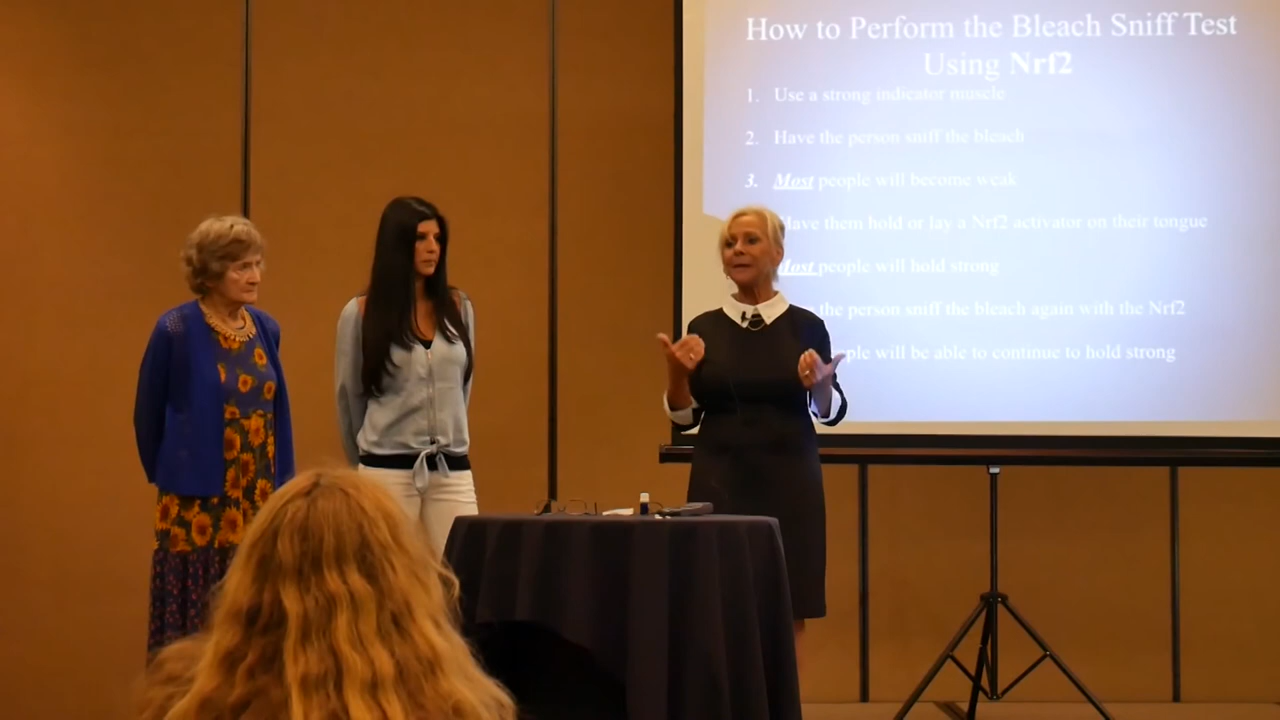 How to Perform the Bleach Sniff Test
Using Nrf2
1. Use a strong indicator muscle
2. Have the person sniff the bleach
3. Most people will become weak
Have them hold or lay a Nrf2 activator on their tongue
Most people will hold strong
the person sniff the bleach again with the Nrf2
will be able to continue to hold strong